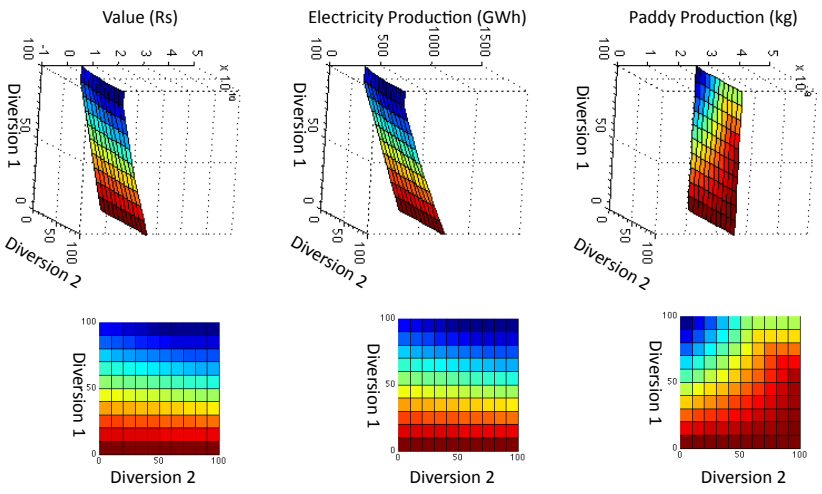 Value (Rs)
Electricity Production (GWh)
Paddy Production (kg)
-1 0 1 2 3 4 5
0 500 1000 1500
0 1 2 3 4 5
x 10
x 10
100 50 0
100 50 0
100 50 0
Diversion 1
Diversion 1
Diversion 1
0 50 100
0 50 100
0 50 100
Diversion 2
Diversion 2
Diversion 2
100
50
0
Diversion 1
0 50 100
Diversion 2
100
50
0
Diversion 1
0 50 100
Diversion 2
100
50
0
Diversion 1
0 50 100
Diversion 2